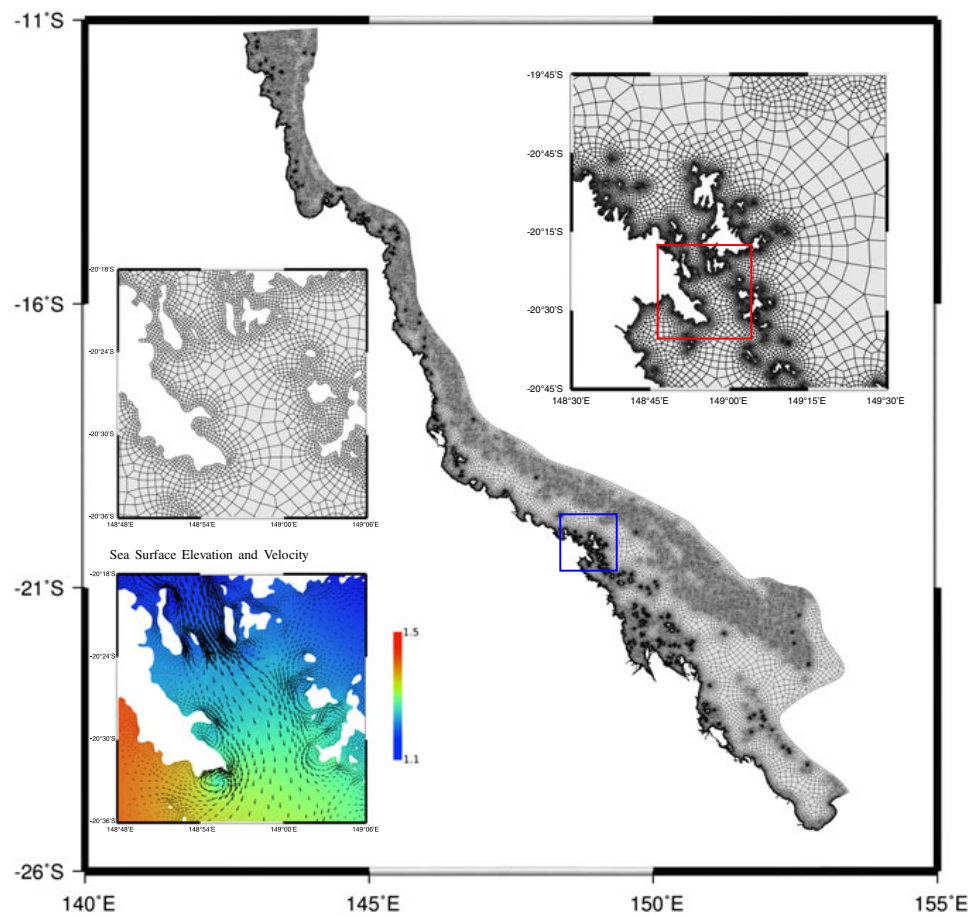 -11°S
-16°S
-21°S
-26°S
140°E 145°E 150°E 155°E
-19°45'S
-20°45'S
-20°15'S
-20°30'S
-20°45'S
148°30'E 148°45'E 149°00'E 149°15'E 149°30'E
-20°18'S
-20°24'S
-20°30'S
-20°36'S
148°48'E 148°54'E 149°00'E 149°06'E
Sea Surface Elevation and Velocity
-20°18'S
-20°24'S
-20°30'S
-20°36'S
148°48'E 148°54'E 149°00'E 149°06'E
1.5
1.1